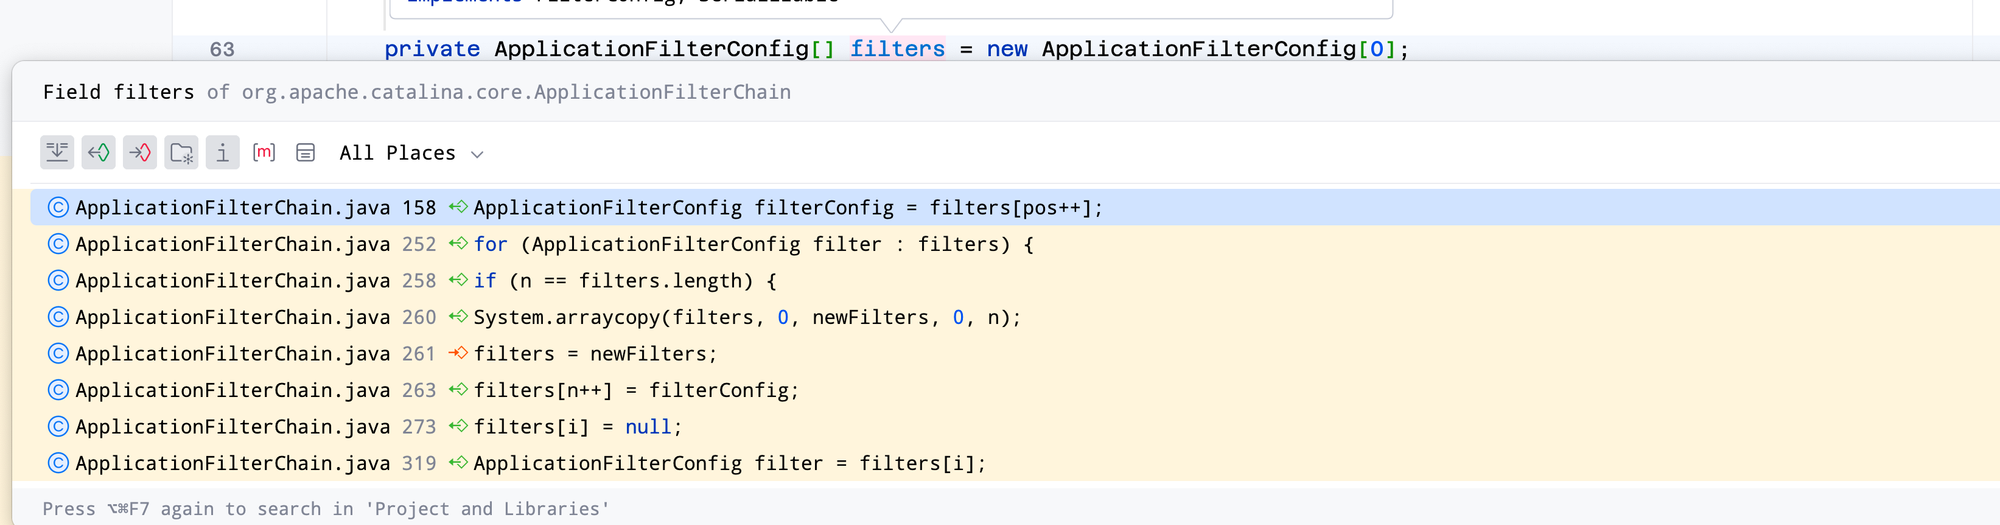 implements FilterConfig, Serializable
63 private ApplicationFilterConfig[] filters = new ApplicationFilterConfig[0];
Field filters of org.apache.catalina.core.ApplicationFilterChain
i [m] All Places
C ApplicationFilterChain.java 158 ApplicationFilterConfig filterConfig = filters[pos++];
C ApplicationFilterChain.java 252 for (ApplicationFilterConfig filter : filters) {
C ApplicationFilterChain.java 258 if (n == filters.length) {
C ApplicationFilterChain.java 260 System.arraycopy(filters, 0, newFilters, 0, n);
C ApplicationFilterChain.java 261 filters = newFilters;
C ApplicationFilterChain.java 263 filters[n++] = filterConfig;
C ApplicationFilterChain.java 273 filters[i] = null;
C ApplicationFilterChain.java 319 ApplicationFilterConfig filter = filters[i];
Press ⌥⌘F7 again to search in 'Project and Libraries'